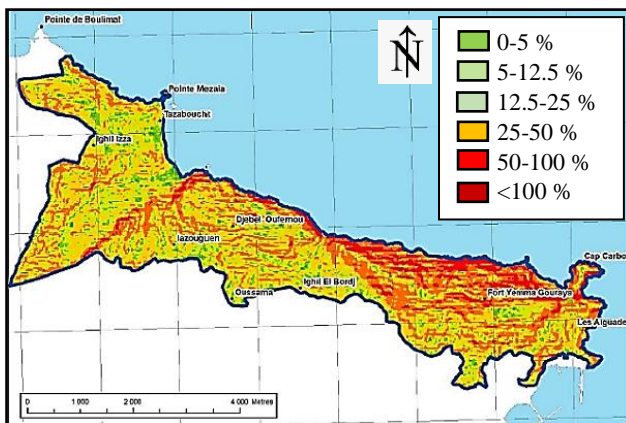 Pointe de Boulimat
N
0-5 %
5-12.5 %
12.5-25 %
25-50 %
50-100 %
<100 %
Pointe Mezaia
Tazaboucht
Ighil Izza
Djebel Oufernou
Iazouguen
Cap Carbo
Oussama
Ighil El Bordj
Fort Yemma Gouraya
Les Aiguade
0 1 000 2 000 4 000 Metres